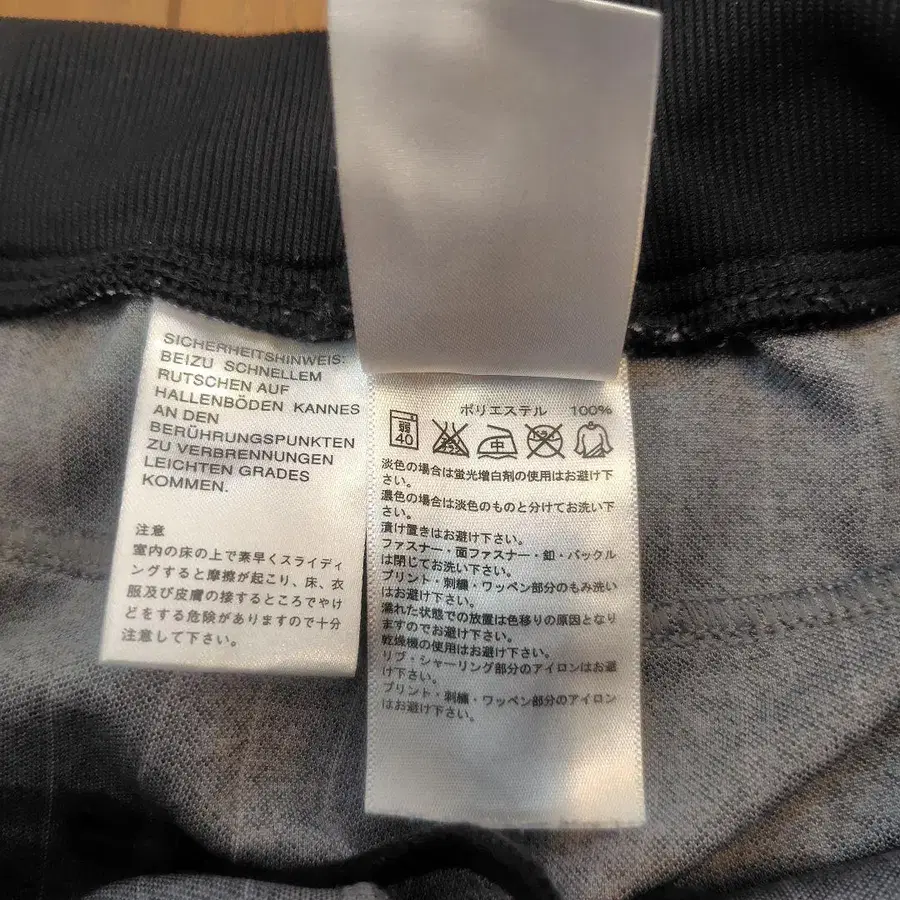 SICHERHEITSHINWEIS:
BEIZU SCHNELLEM
RUTSCHEN AUF
HALLENBÖDEN KANNES
AN DEN
BERÜHRUNGSPUNKTEN
ZU VERBRENNUNGEN
LEICHTEN GRADES
KOMMEN.
注意
室内の床の上で素早くスライディ
ングすると摩擦が起こり、床、衣
服及び皮膚の接するところでやけ
どをする危険がありますので十分
注意して下さい。
ポリエステル 100%
弱
40
中
淡色の場合は蛍光増白剤の使用はお避け下
さい。
濃色の場合は淡色のものと分けてお洗い下
さい。
漬け置きはお避け下さい。
ファスナー・面ファスナー・釦・バックル
は閉じてお洗い下さい。
プリント・刺繍・ワッペン部分のもみ洗い
はお避け下さい。
濡れた状態での放置は色移りの原因となり
ますのでお避け下さい。
乾燥機の使用はお避け下さい。
リブ・シャーリング部分のアイロンはお避
け下さい。
プリント・刺繍・ワッペン部分のアイロン
はお避け下さい。